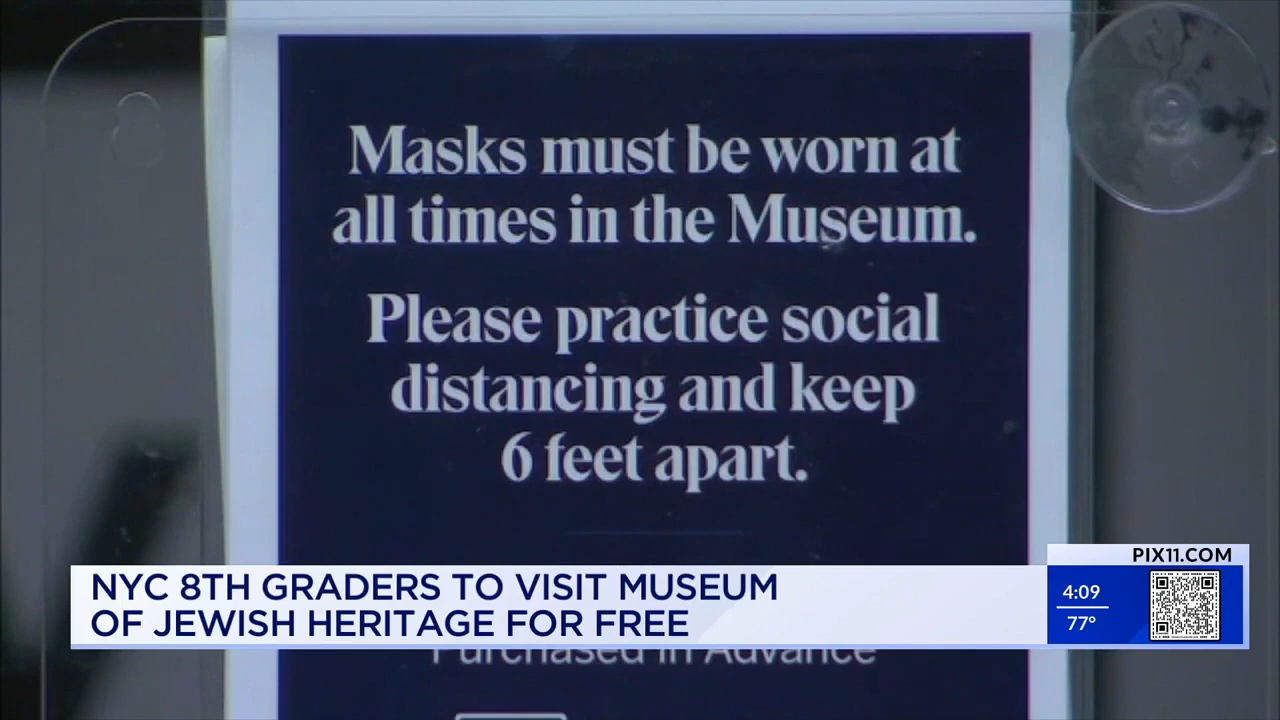 Masks must be worn at
all times in the Museum.
Please practice social
distancing and keep
6 feet apart.
PIX11.COM
NYC 8TH GRADERS TO VISIT MUSEUM
OF JEWISH HERITAGE FOR FREE
4:09
77°
Purchased in Advance